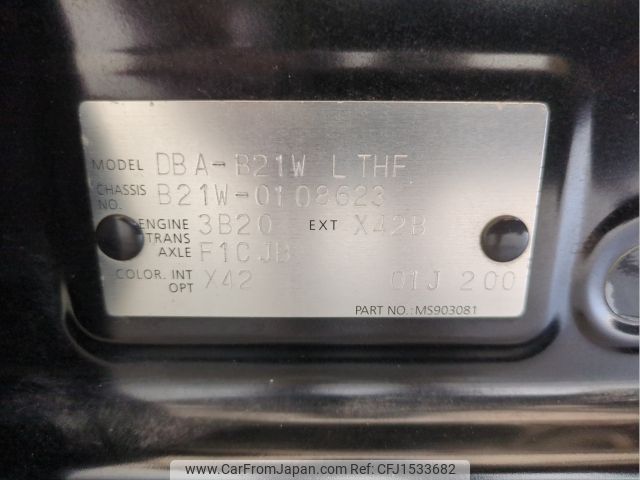 MODEL DBA-B21W LTHF
CHASSIS NO. B21W-0108623
ENGINE 3B20 EXT X42B
TRANS AXLE F1CJB
COLOR. INT OPT X42 01J 200
PART NO.: MS903081
www.CarFromJapan.com CFJ1533682